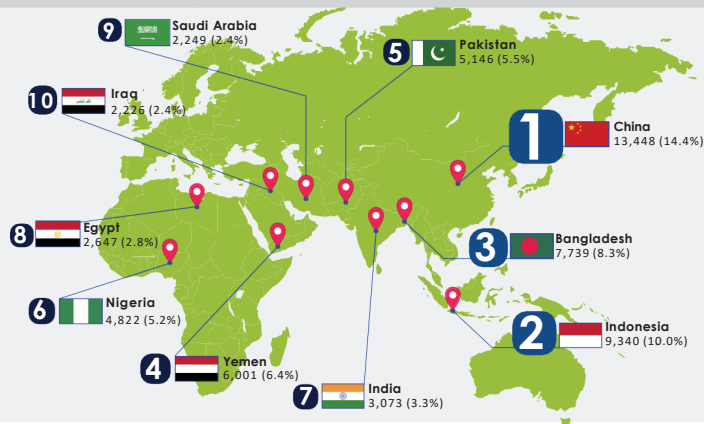 9
Saudi Arabia
2,249 (2.4%)
5
Pakistan
5,146 (5.5%)
10
Iraq
2,226 (2.4%)
1
China
13,448 (14.4%)
8
Egypt
2,647 (2.8%)
3
Bangladesh
7,739 (8.3%)
6
Nigeria
4,822 (5.2%)
2
Indonesia
9,340 (10.0%)
4
Yemen
6,001 (6.4%)
7
India
3,073 (3.3%)